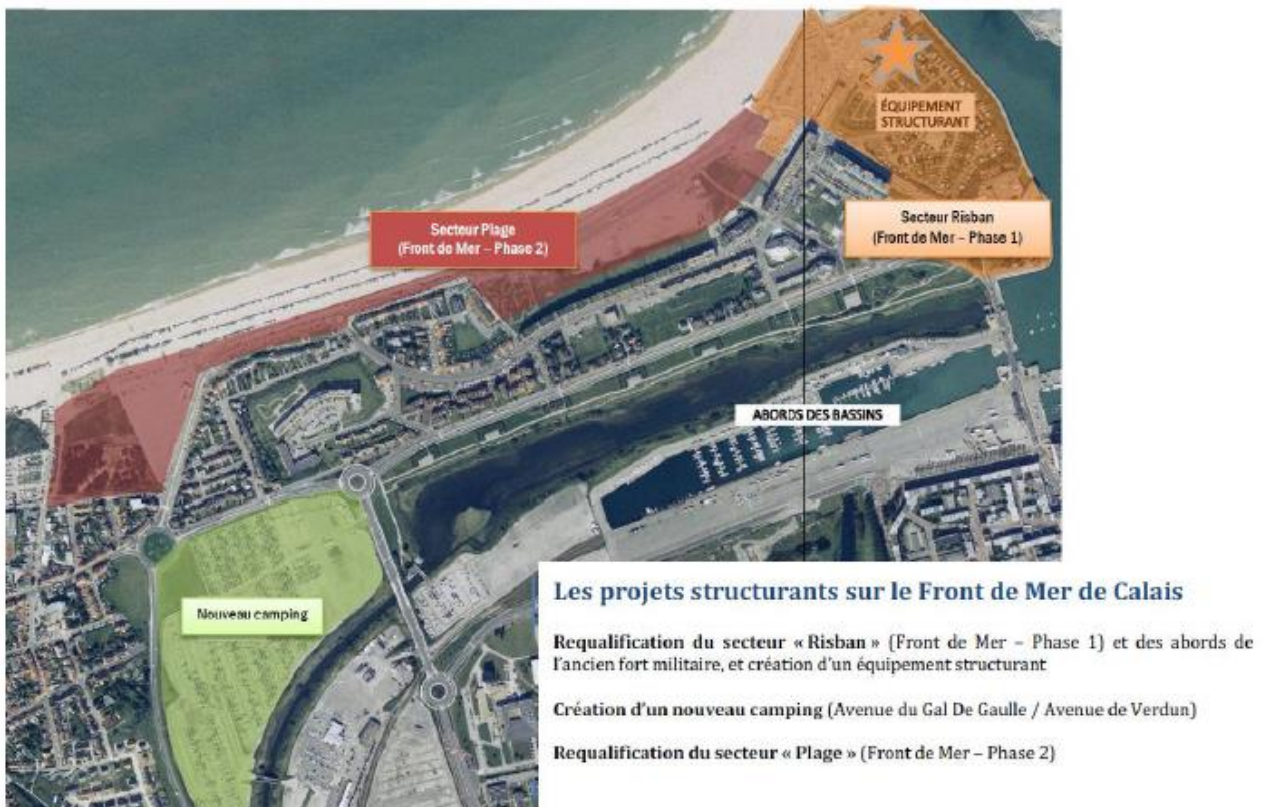 ÉQUIPEMENT
STRUCTURANT
Secteur Plage
(Front de Mer – Phase 2)
Secteur Risban
(Front de Mer – Phase 1)
ABORDS DES BASSINS
Nouveau camping
Les projets structurants sur le Front de Mer de Calais
Requalification du secteur « Risban » (Front de Mer – Phase 1) et des abords de
l'ancien fort militaire, et création d'un équipement structurant
Création d'un nouveau camping (Avenue du Gal De Gaulle / Avenue de Verdun)
Requalification du secteur « Plage » (Front de Mer – Phase 2)